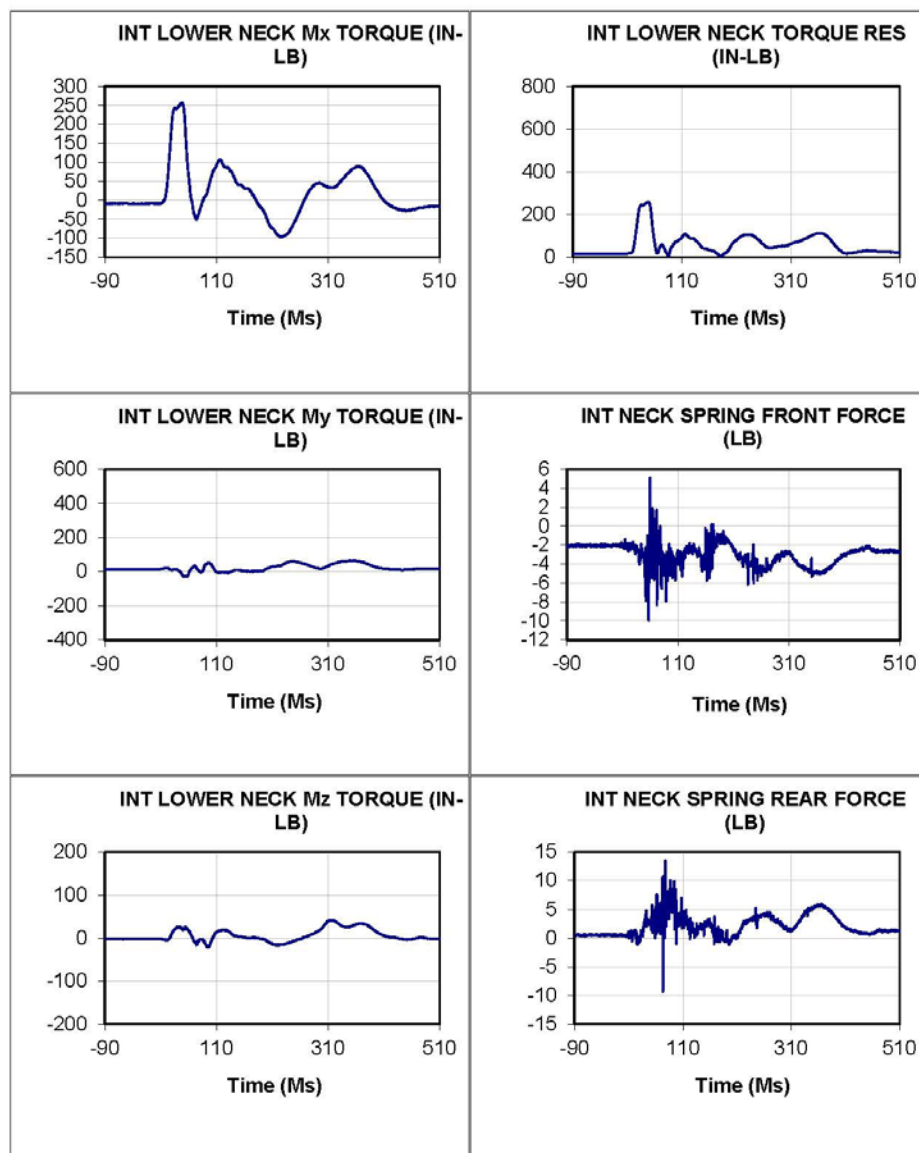 INT LOWER NECK Mx TORQUE (IN-
LB)
300
250
200
150
100
50
0
-50
-100
-150
-90 110 310 510
Time (Ms)
INT LOWER NECK TORQUE RES
(IN-LB)
800
600
400
200
0
-90 110 310 510
Time (Ms)
INT LOWER NECK My TORQUE (IN-
LB)
600
400
200
0
-200
-400
-90 110 310 510
Time (Ms)
INT NECK SPRING FRONT FORCE
(LB)
6
4
2
0
-2
-4
-6
-8
-10
-12
-90 110 310 510
Time (Ms)
INT LOWER NECK Mz TORQUE (IN-
LB)
200
100
0
-100
-200
-90 110 310 510
Time (Ms)
INT NECK SPRING REAR FORCE
(LB)
15
10
5
0
-5
-10
-15
-90 110 310 510
Time (Ms)